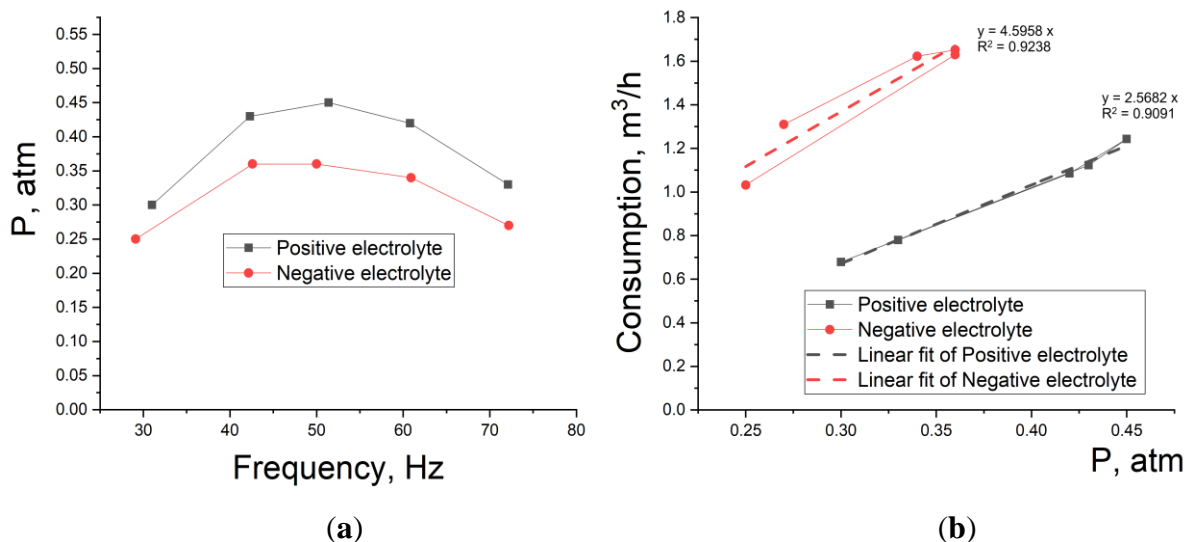 0.55
0.50
0.45
0.40
0.35
0.30
0.25
0.20
0.15
0.10
0.05
0.00
P, atm
30 40 50 60 70 80
Frequency, Hz
Positive electrolyte
Negative electrolyte
(a)
1.8
1.6
1.4
1.2
1.0
0.8
0.6
0.4
0.2
0.0
Consumption, m³/h
y = 4.5958 x
R² = 0.9238
y = 2.5682 x
R² = 0.9091
Positive electrolyte
Negative electrolyte
Linear fit of Positive electrolyte
Linear fit of Negative electrolyte
0.25 0.30 0.35 0.40 0.45
P, atm
(b)